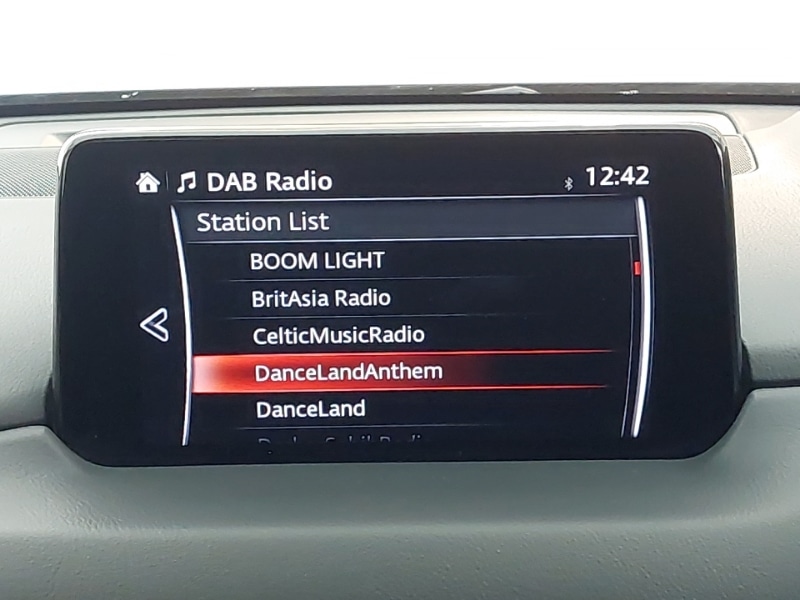 DAB Radio 12:42
Station List
BOOM LIGHT
BritAsia Radio
CelticMusicRadio
DanceLandAnthem
DanceLand